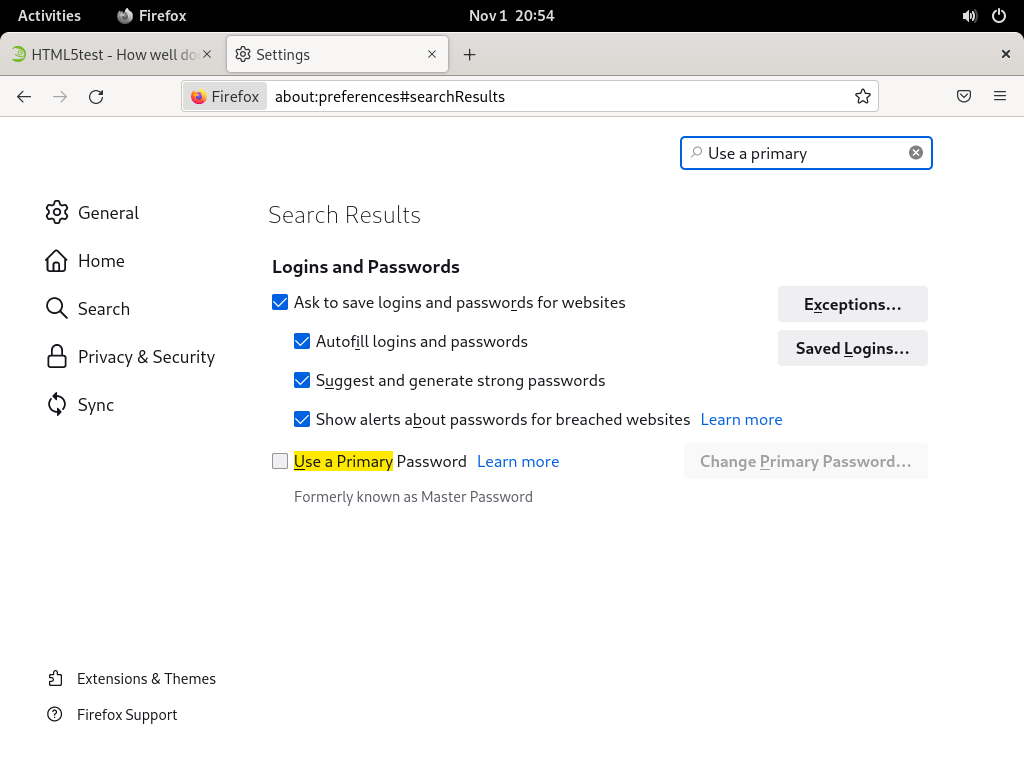 Activities Firefox Nov 1 20:54
HTML5test - How well do Settings
Firefox about:preferences#searchResults
Use a primary
General
Home
Search
Privacy & Security
Sync
Extensions & Themes
Firefox Support
Search Results
Logins and Passwords
Ask to save logins and passwords for websites Exceptions...
Autofill logins and passwords Saved Logins...
Suggest and generate strong passwords
Show alerts about passwords for breached websites Learn more
Use a Primary Password Learn more Change Primary Password...
Formerly known as Master Password